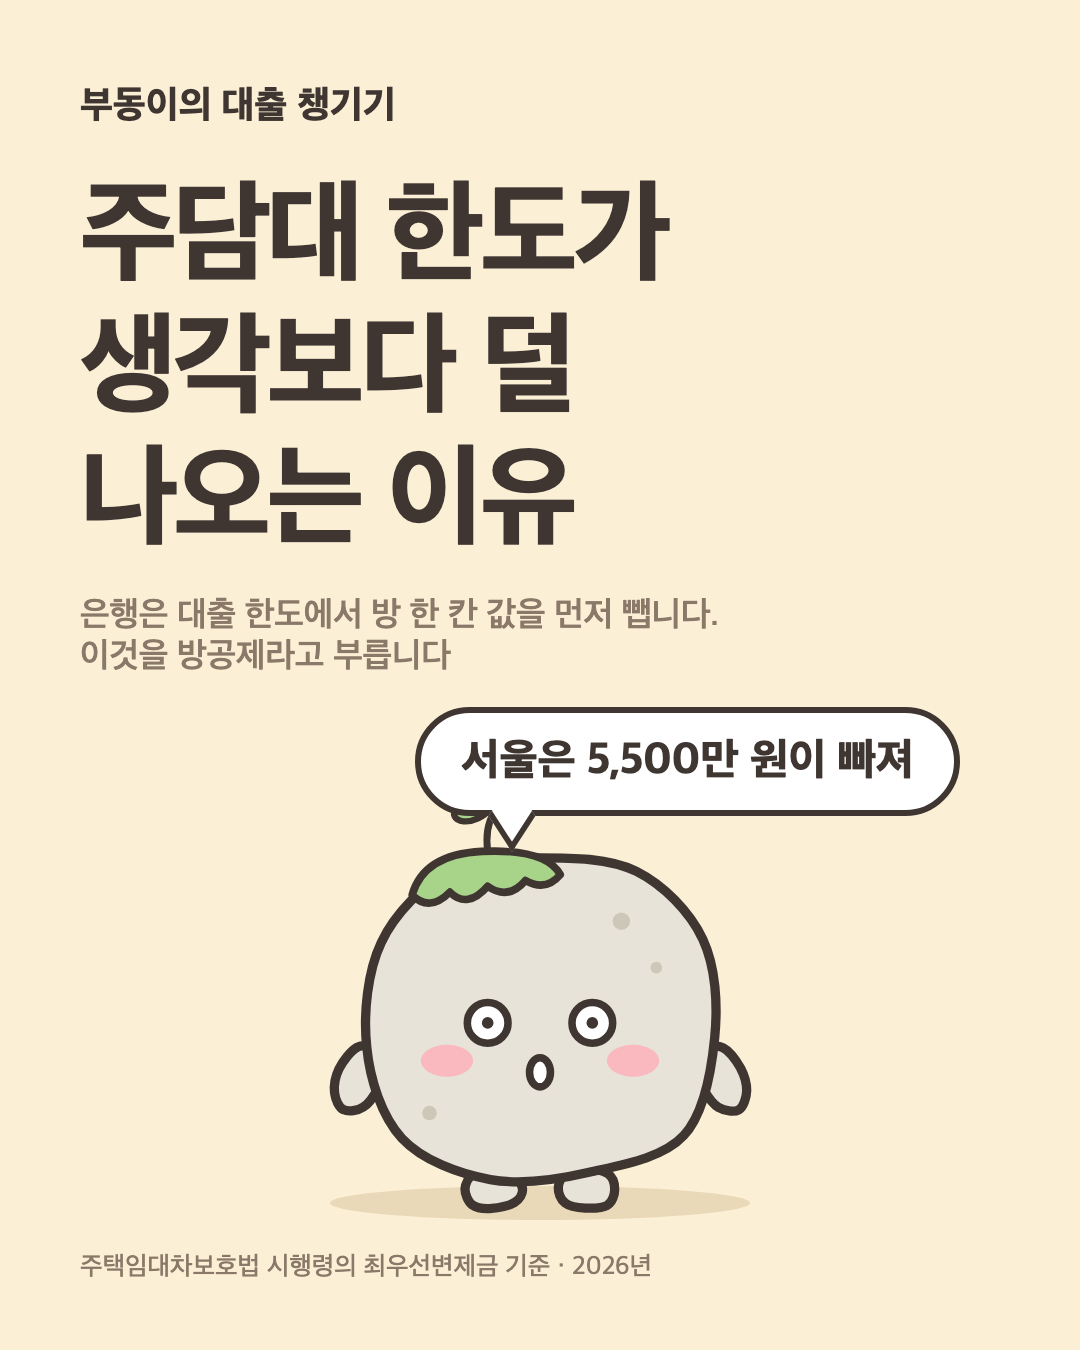 부동이의 대출 챙기기
주담대 한도가
생각보다 덜
나오는 이유
은행은 대출 한도에서 방 한 칸 값을 먼저 뺍니다.
이것을 방공제라고 부릅니다
서울은 5,500만 원이 빠져
주택임대차보호법 시행령의 최우선변제금 기준 · 2026년